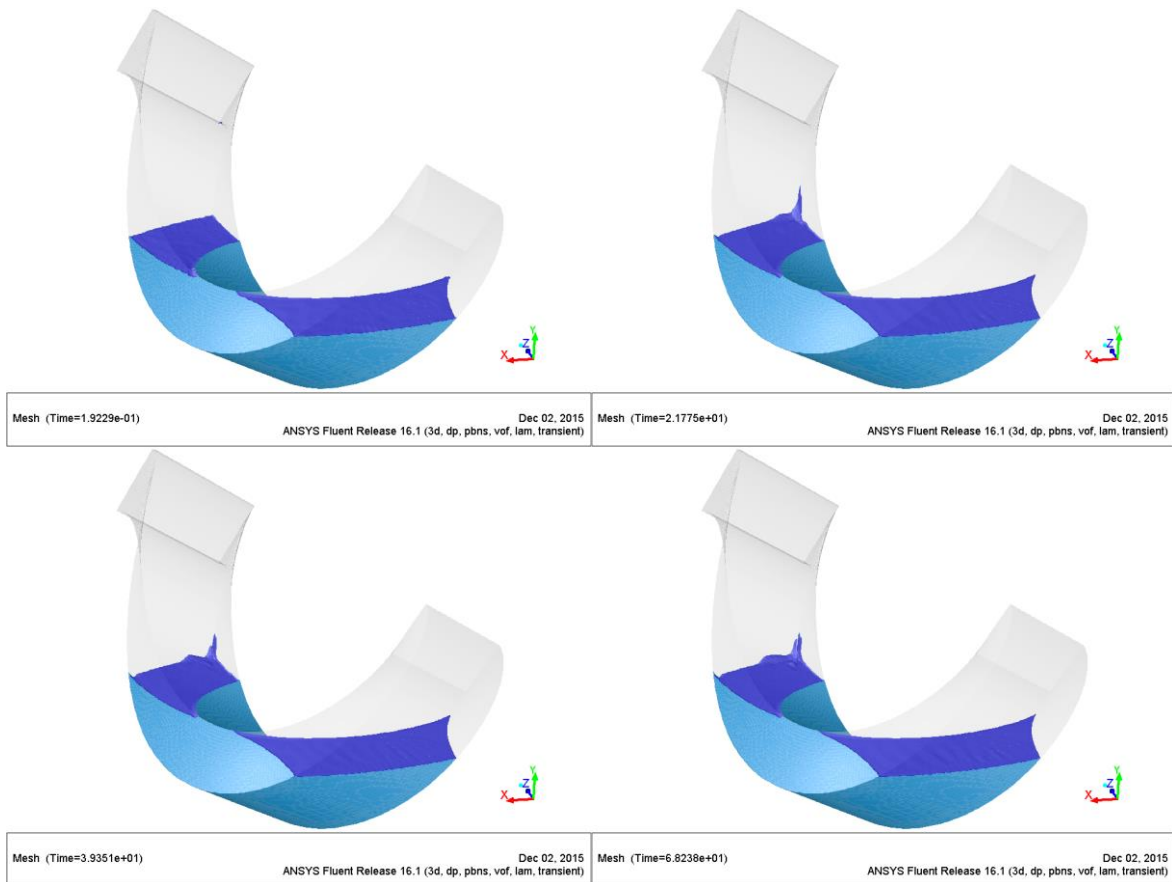 Y
Z
X
Y
Z
X
Mesh (Time=1.9229e-01) Dec 02, 2015
ANSYS Fluent Release 16.1 (3d, dp, pbns, vof, lam, transient)
Mesh (Time=2.1775e+01) Dec 02, 2015
ANSYS Fluent Release 16.1 (3d, dp, pbns, vof, lam, transient)
Y
Z
X
Y
Z
X
Mesh (Time=3.9351e+01) Dec 02, 2015
ANSYS Fluent Release 16.1 (3d, dp, pbns, vof, lam, transient)
Mesh (Time=6.8238e+01) Dec 02, 2015
ANSYS Fluent Release 16.1 (3d, dp, pbns, vof, lam, transient)